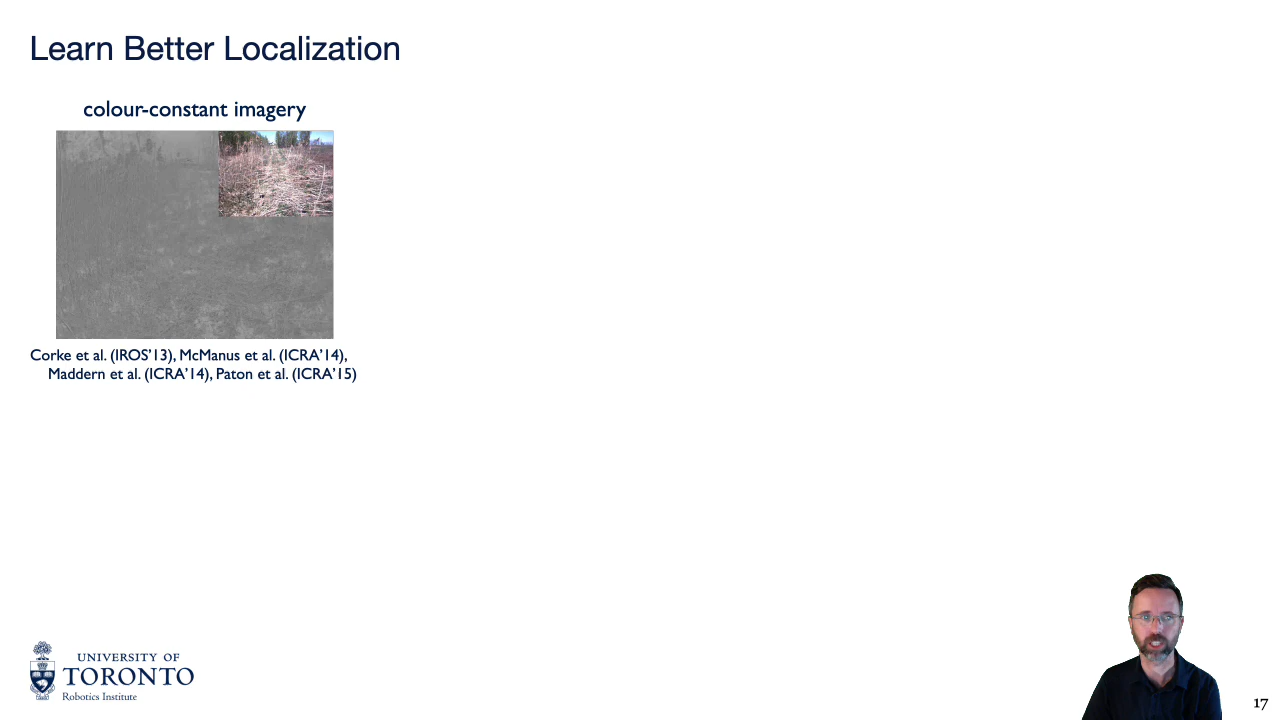 Learn Better Localization
colour-constant imagery
Corke et al. (IROS’13), McManus et al. (ICRA’14),
Maddern et al. (ICRA’14), Paton et al. (ICRA’15)
UNIVERSITY OF
TORONTO
Robotics Institute
17